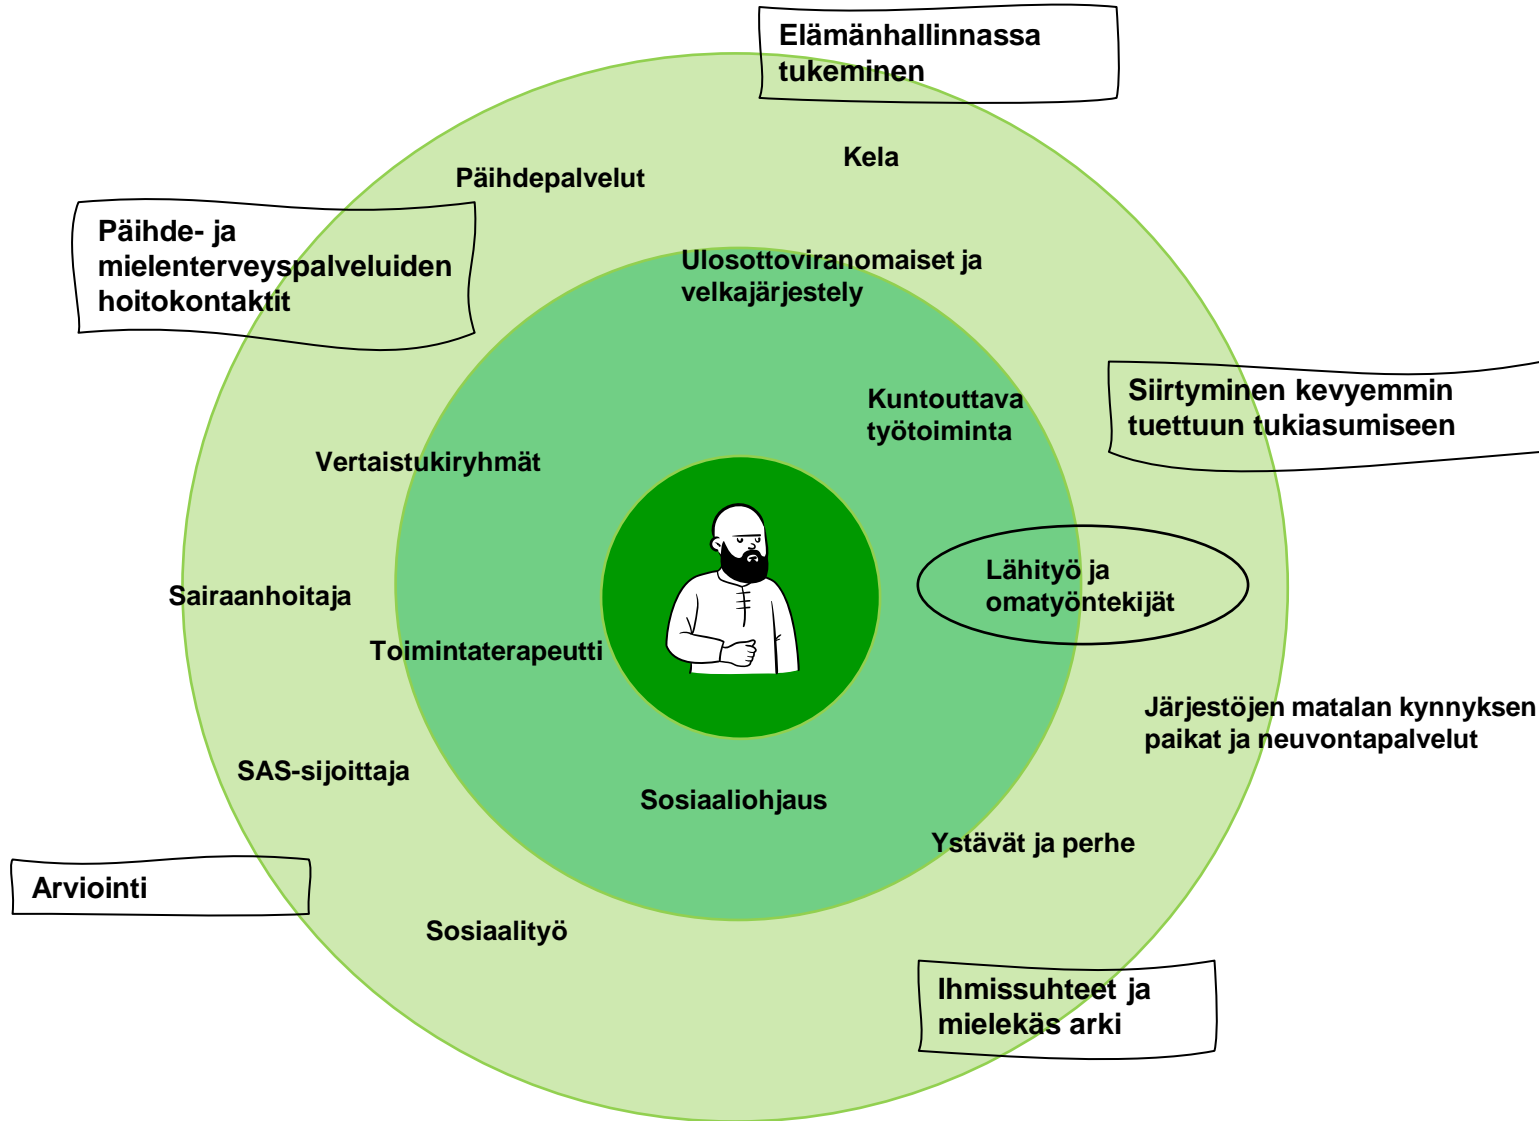 Elämänhallinnassa
tukeminen
Kela
Päihdepalvelut
Päihde- ja
mielenterveyspalveluiden
hoitokontaktit
Ulosottoviranomaiset ja
velkajärjestely
Siirtyminen kevyemmin
tuettuun tukiasumiseen
Kuntouttava
työtoiminta
Vertaistukiryhmät
Lähityö ja
omatyöntekijät
Sairaanhoitaja
Toimintaterapeutti
Järjestöjen matalan kynnyksen
paikat ja neuvontapalvelut
SAS-sijoittaja
Sosiaaliohjaus
Ystävät ja perhe
Arviointi
Sosiaalityö
Ihmissuhteet ja
mielekäs arki